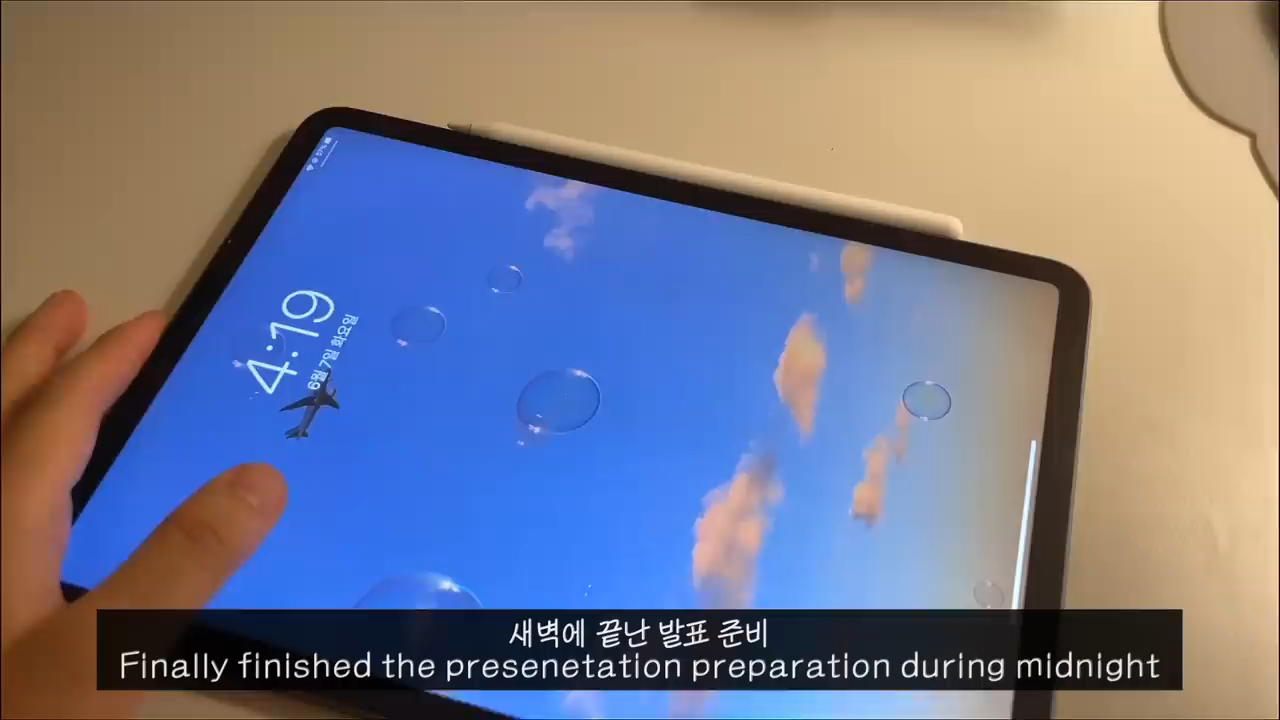 4:19
6월 7일 화요일
새벽에 끝난 발표 준비
Finally finished the presenetation preparation during midnight